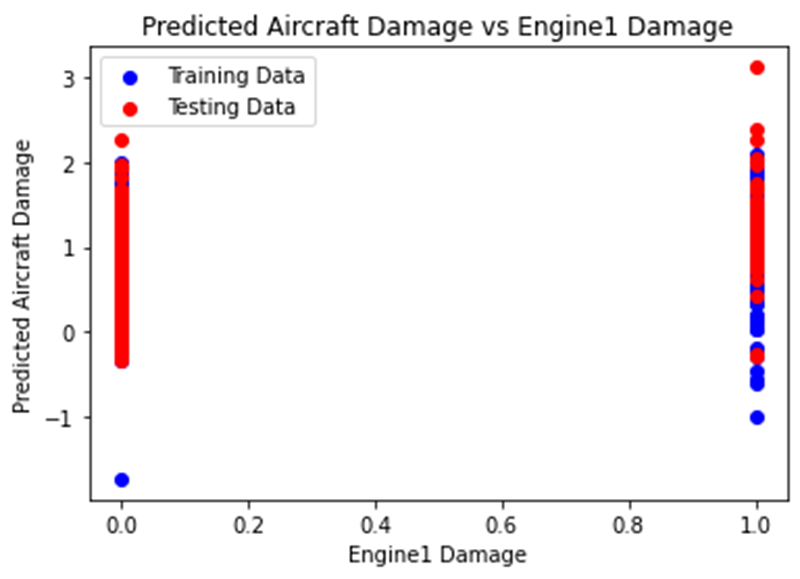 Predicted Aircraft Damage vs Engine1 Damage
Training Data
Testing Data
3
2
1
0
−1
Predicted Aircraft Damage
0.0 0.2 0.4 0.6 0.8 1.0
Engine1 Damage